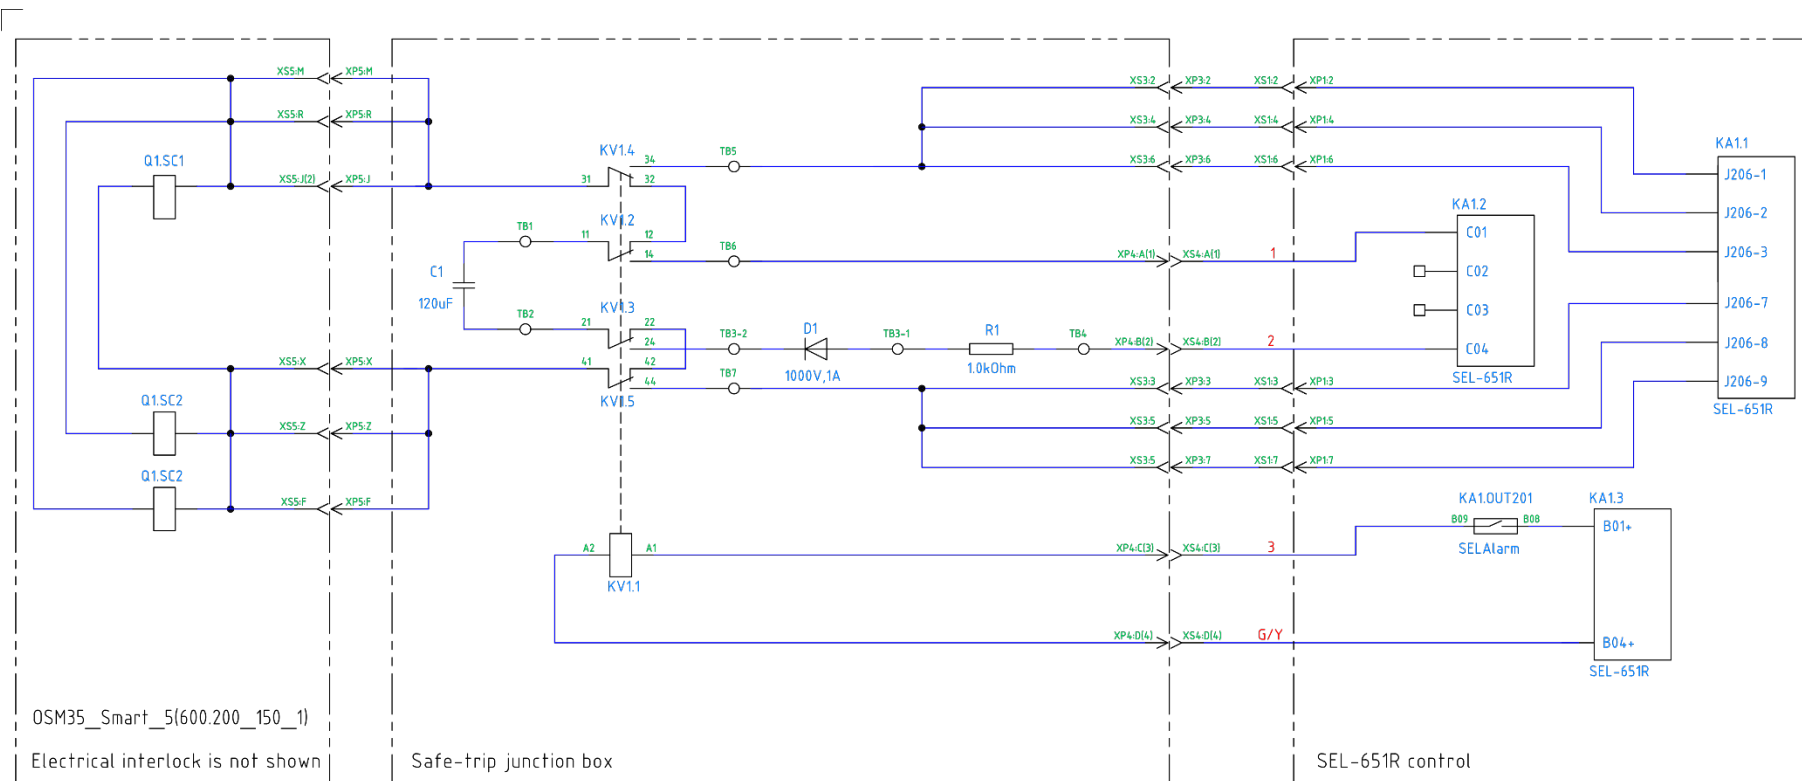 XS5:M XP5:M
XS3:2 XP3:2 XS1:2 XP1:2
XS5:R XP5:R
XS3:4 XP3:4 XS1:4 XP1:4
KA1.1
Q1.SC1
KV1.4
34
TB5
XS3:6 XP3:6 XS1:6 XP1:6
J206-1
XS5:J(2) XP5:J
31
32
KA1.2
J206-2
KV1.2
TB1
11
12
C01
14
TB6
XP4:A(1) XS4:A(1)
1
J206-3
C1
C02
120uF
KV1.3
C03
J206-7
TB2
21
22
TB3-2
D1
TB3-1
R1
TB4
XP4:B(2) XS4:B(2)
2
24
C04
J206-8
XS5:X XP5:X
41
42
1000V,1A
1.0kOhm
TB7
SEL-651R
44
XS3:3 XP3:3 XS1:3 XP1:3
J206-9
Q1.SC2
KV1.5
SEL-651R
XS5:Z XP5:Z
XS3:5 XP3:5 XS1:5 XP1:5
XS3:5 XP3:7 XS1:7 XP1:7
Q1.SC2
XS5:F XP5:F
KA1.OUT201
KA1.3
B09 B08
B01+
A2 A1
XP4:C(3) XS4:C(3)
3
SELAlarm
KV1.1
XP4:D(4) XS4:D(4)
G/Y
B04+
SEL-651R
OSM35_Smart_5(600.200_150_1)
Electrical interlock is not shown
Safe-trip junction box
SEL-651R control